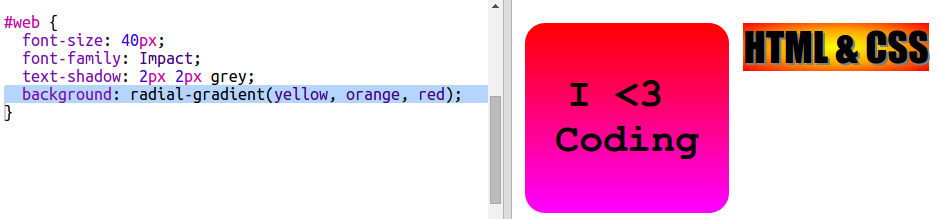 #web {
  font-size: 40px;
  font-family: Impact;
  text-shadow: 2px 2px grey;
  background: radial-gradient(yellow, orange, red);
}
I <3
Coding
HTML & CSS